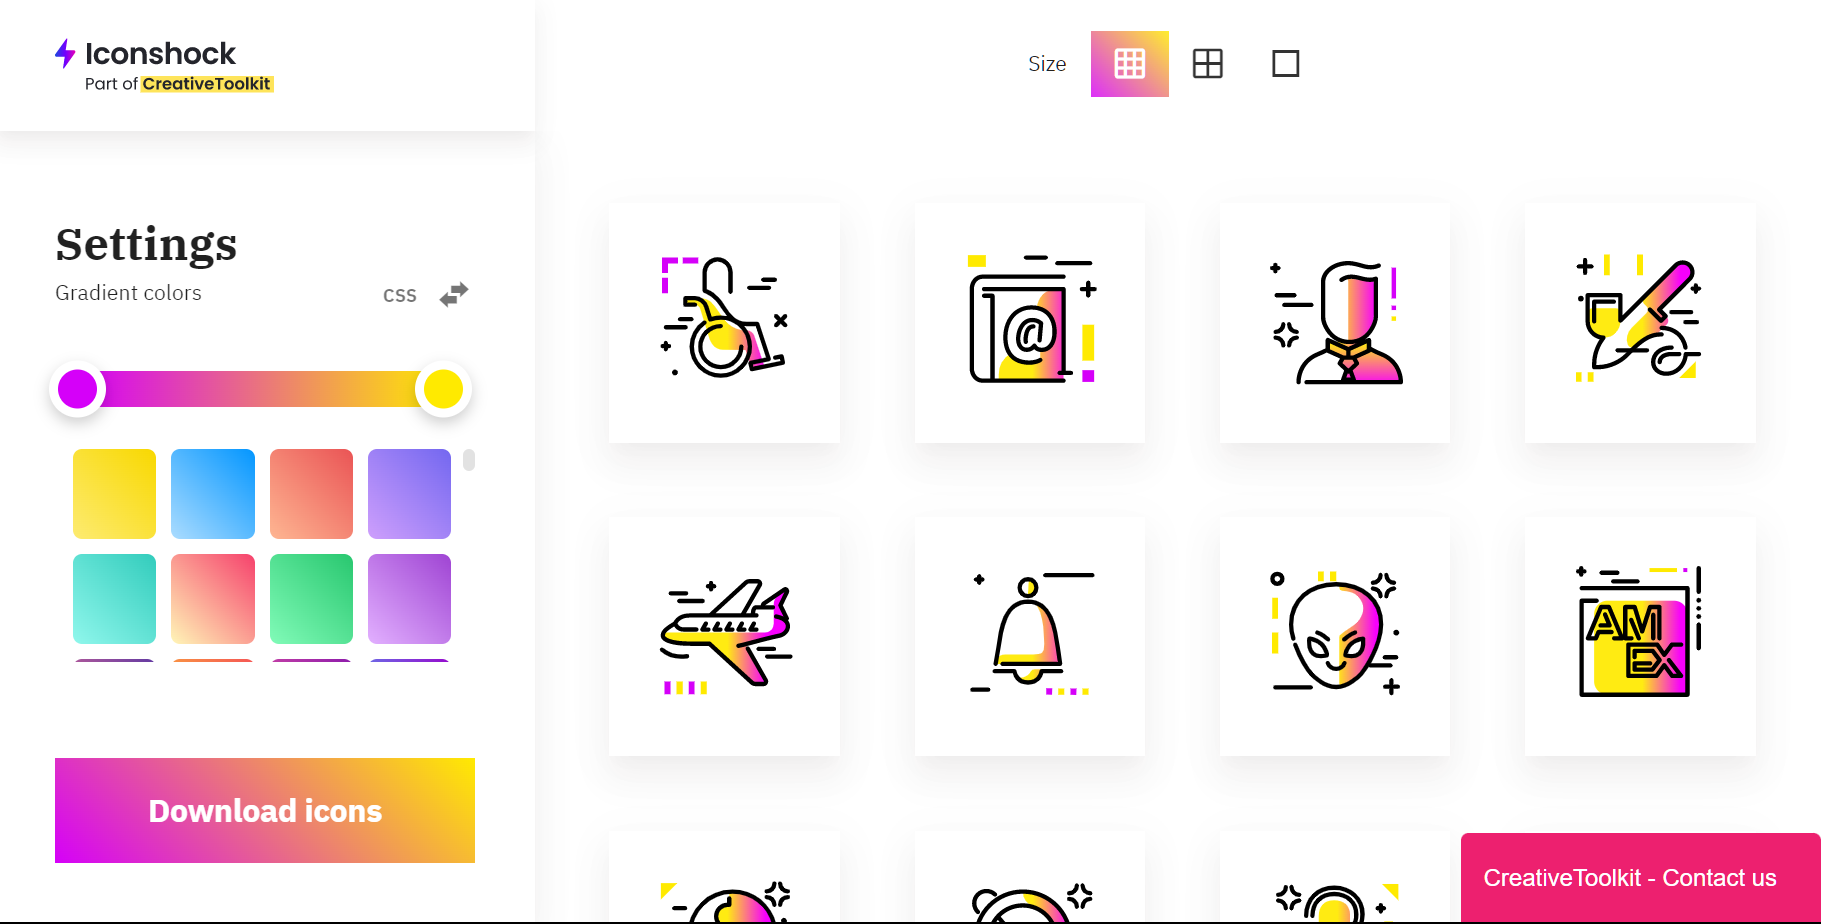 Iconshock
Part of CreativeToolkit
Size
Settings
Gradient colors
CSS
@
AM
EX
Download icons
CreativeToolkit - Contact us